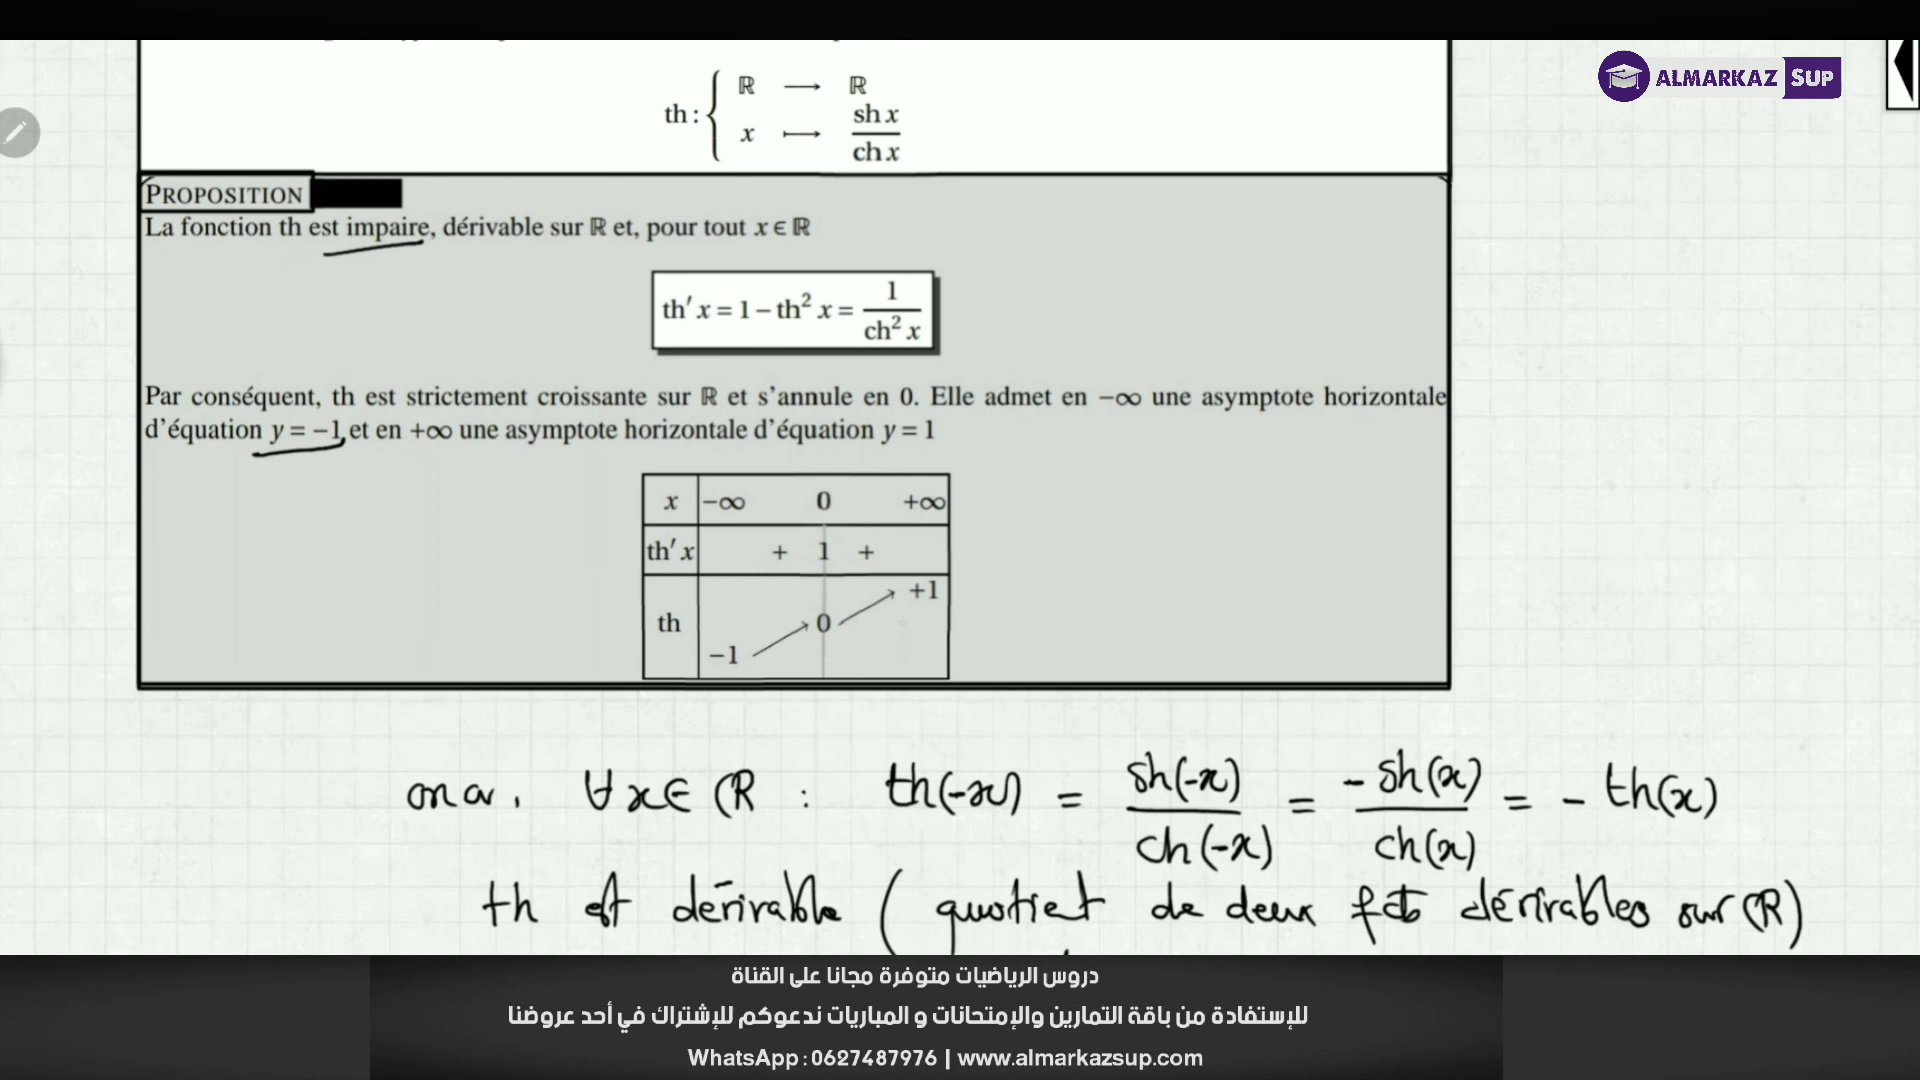 ALMARKAZ SUP
th : { ℝ ⟶ ℝ
x ⟼ sh x / ch x
PROPOSITION
La fonction th est impaire, dérivable sur ℝ et, pour tout x ∈ ℝ
th′ x = 1 − th² x = 1 / ch² x
Par conséquent, th est strictement croissante sur ℝ et s'annule en 0. Elle admet en −∞ une asymptote horizontale
d'équation y = −1, et en +∞ une asymptote horizontale d'équation y = 1
x −∞ 0 +∞
th′ x + 1 +
+1
th 0
−1
on a, ∀ x ∈ ℝ : th(-x) = sh(-x) / ch(-x) = - sh(x) / ch(x) = - th(x)
th est dérivable ( quotient de deux fcts dérivables sur ℝ)
دروس الرياضيات متوفرة مجانا على القناة
للإستفادة من باقة التمارين والإمتحانات و المباريات ندعوكم للإشتراك في أحد عروضنا
WhatsApp : 0627487976 | www.almarkazsup.com